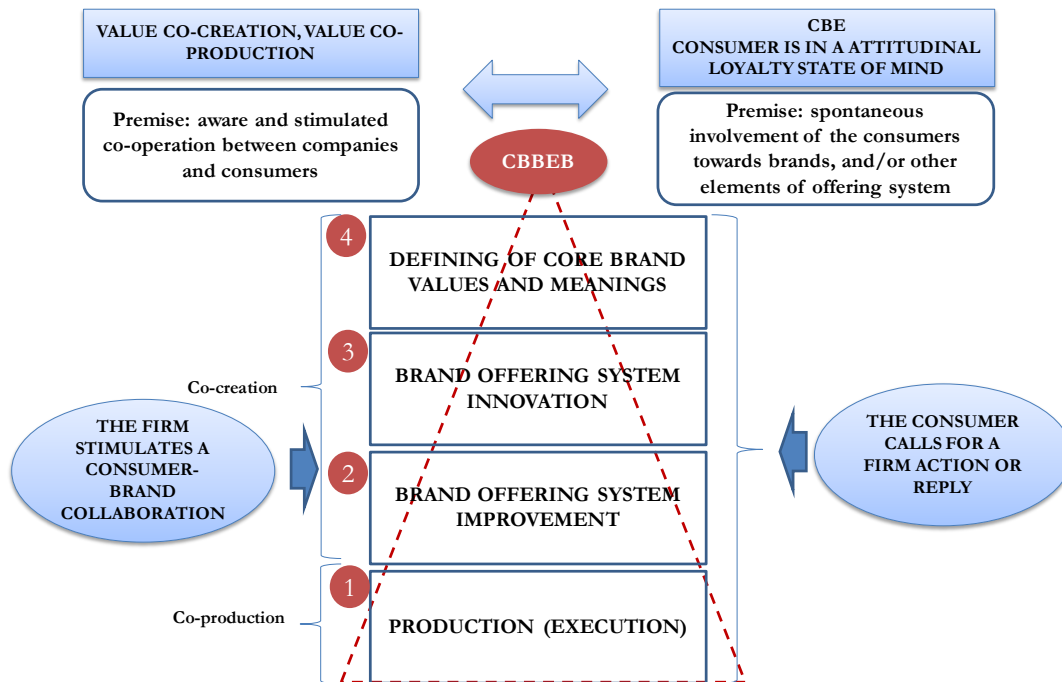 VALUE CO-CREATION, VALUE CO-
PRODUCTION
CBE
CONSUMER IS IN A ATTITUDINAL
LOYALTY STATE OF MIND
Premise: aware and stimulated
co-operation between companies
and consumers
CBBEB
Premise: spontaneous
involvement of the consumers
towards brands, and/or other
elements of offering system
4
DEFINING OF CORE BRAND
VALUES AND MEANINGS
3
BRAND OFFERING SYSTEM
INNOVATION
Co-creation
THE FIRM
STIMULATES A
CONSUMER-
BRAND
COLLABORATION
THE CONSUMER
CALLS FOR A
FIRM ACTION OR
REPLY
2
BRAND OFFERING SYSTEM
IMPROVEMENT
1
Co-production
PRODUCTION (EXECUTION)